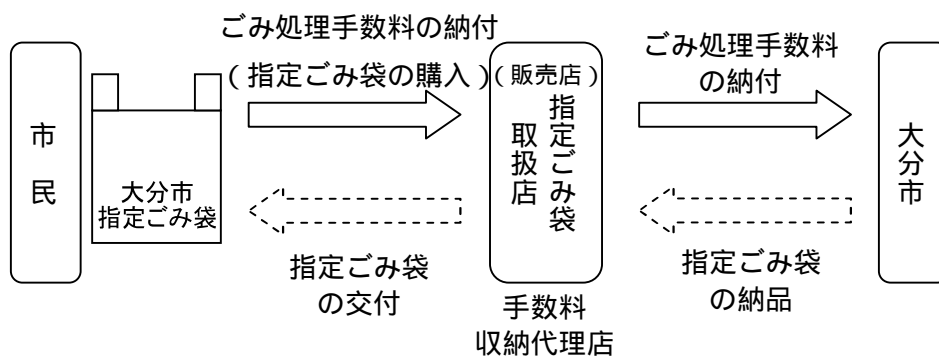 ごみ処理手数料の納付
(指定ごみ袋の購入)
市民
大分市
指定ごみ袋
指定ごみ袋
の交付
(販売店)
指定ごみ袋
取扱店
手数料
収納代理店
ごみ処理手数料
の納付
指定ごみ袋
の納品
大分市